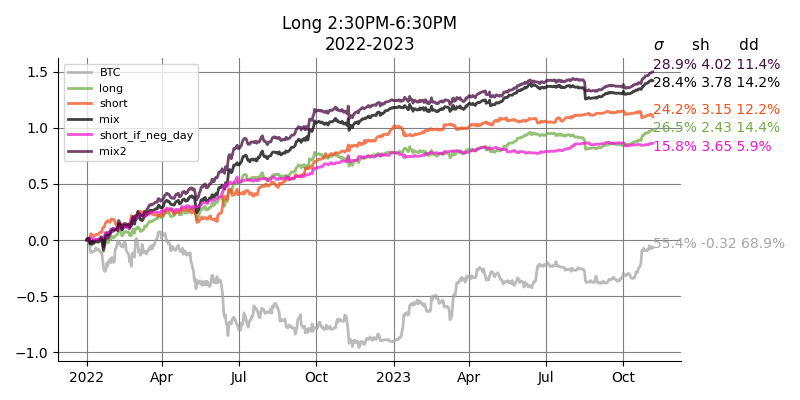 Long 2:30PM-6:30PM
2022-2023
σ sh dd
28.9% 4.02 11.4%
28.4% 3.78 14.2%
24.2% 3.15 12.2%
26.5% 2.43 14.4%
15.8% 3.65 5.9%
55.4% -0.32 68.9%
BTC
long
short
mix
short_if_neg_day
mix2
1.5
1.0
0.5
0.0
−0.5
−1.0
2022 Apr Jul Oct 2023 Apr Jul Oct